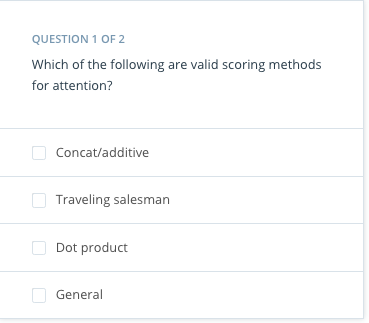 QUESTION 1 OF 2
Which of the following are valid scoring methods
for attention?
Concat/additive
Traveling salesman
Dot product
General